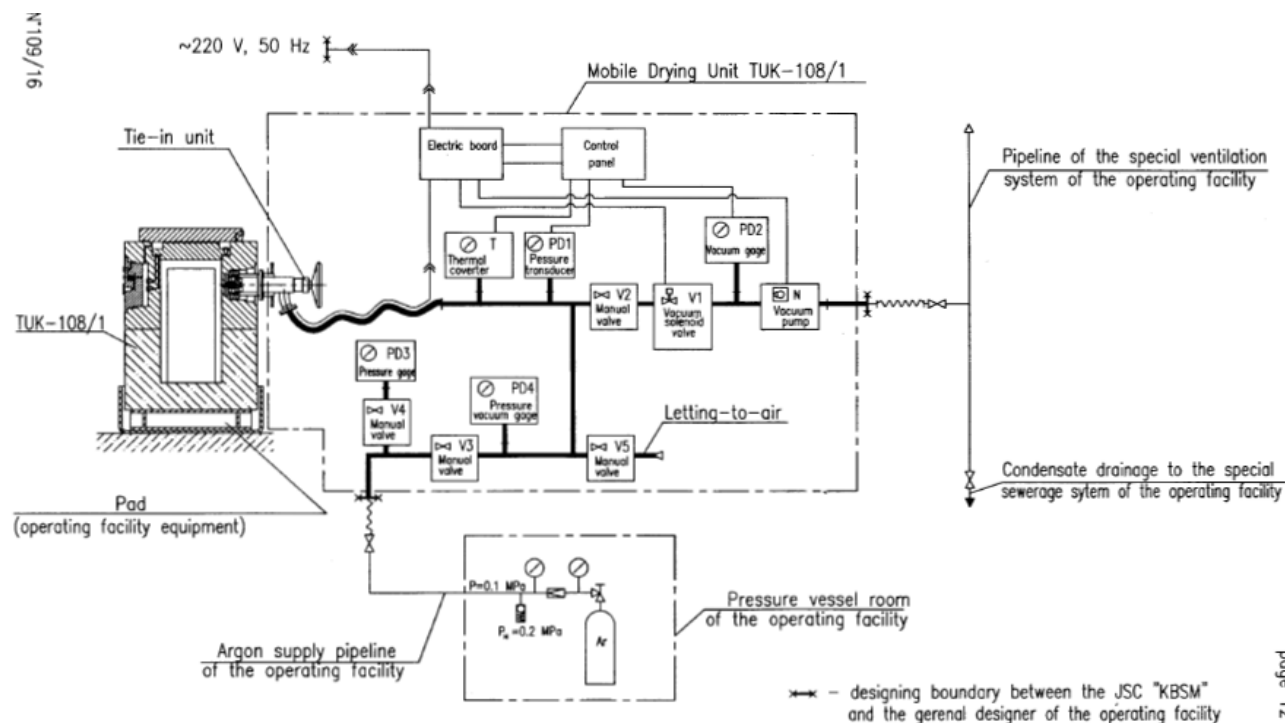 N°109/16
~220 V, 50 Hz
Mobile Drying Unit TUK-108/1
Tie-in unit
Electric board
Control
panel
Pipeline of the special ventilation
system of the operating facility
T
Thermal
coverter
PD1
Pessure
transducer
PD2
Vacuum gage
V2
Manual
valve
V1
Vacuum
solenoid
valve
N
Vacuum
pump
TUK-108/1
PD3
Pressure gage
V4
Manual
valve
PD4
Pressure
vacuum gage
Letting-to-air
V3
Manual
valve
V5
Manual
valve
Condensate drainage to the special
sewerage sytem of the operating facility
Pad
(operating facility equipment)
P=0.1 MPa
=0.2 MPa
Ar
Pressure vessel room
of the operating facility
Argon supply pipeline
of the operating facility
- designing boundary between the JSC "KBSM"
and the gerenal designer of the operating facility
page